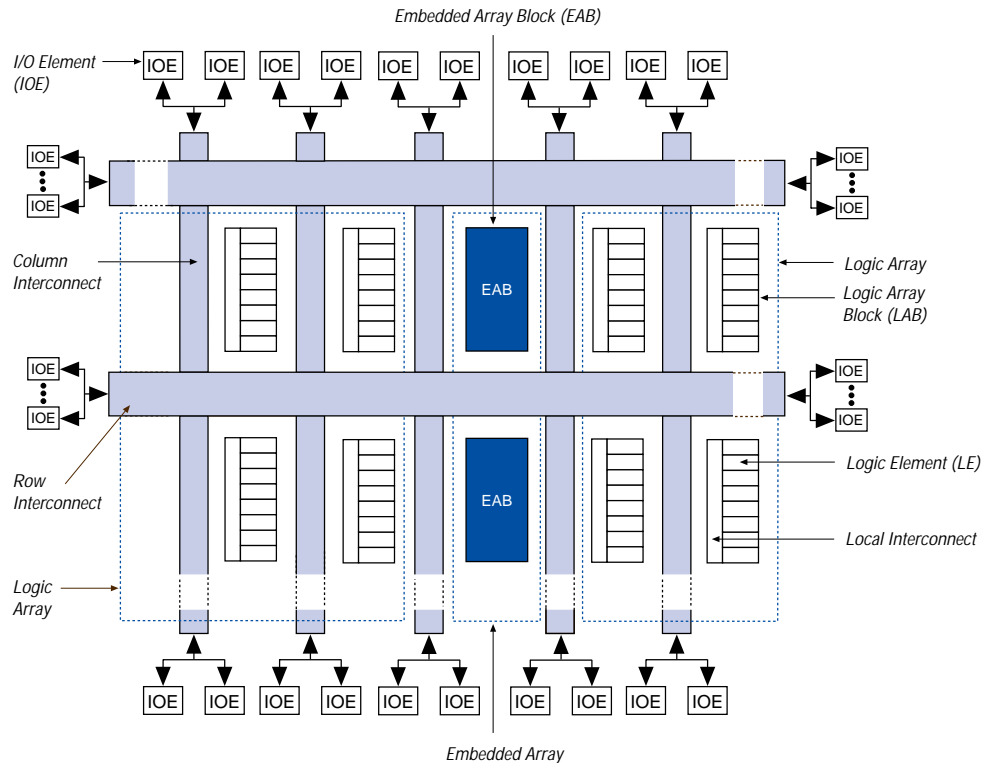 Embedded Array Block (EAB)
I/O Element
(IOE)
IOE IOE IOE IOE IOE IOE IOE IOE IOE IOE
IOE IOE
IOE IOE
Column
Interconnect
EAB
Logic Array
Logic Array
Block (LAB)
IOE IOE
IOE IOE
Row
Interconnect
EAB
Logic Element (LE)
Local Interconnect
Logic
Array
IOE IOE IOE IOE IOE IOE IOE IOE IOE IOE
Embedded Array